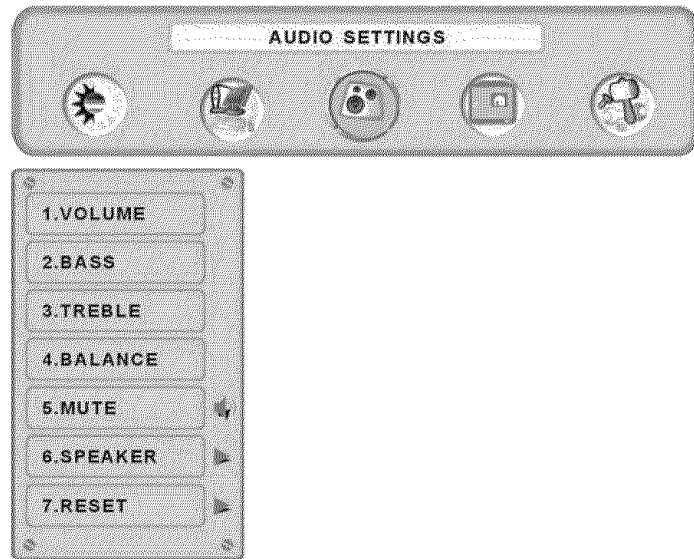 AUDIO SETTINGS
1.VOLUME
2.BASS
3.TREBLE
4.BALANCE
5.MUTE
6.SPEAKER
7.RESET